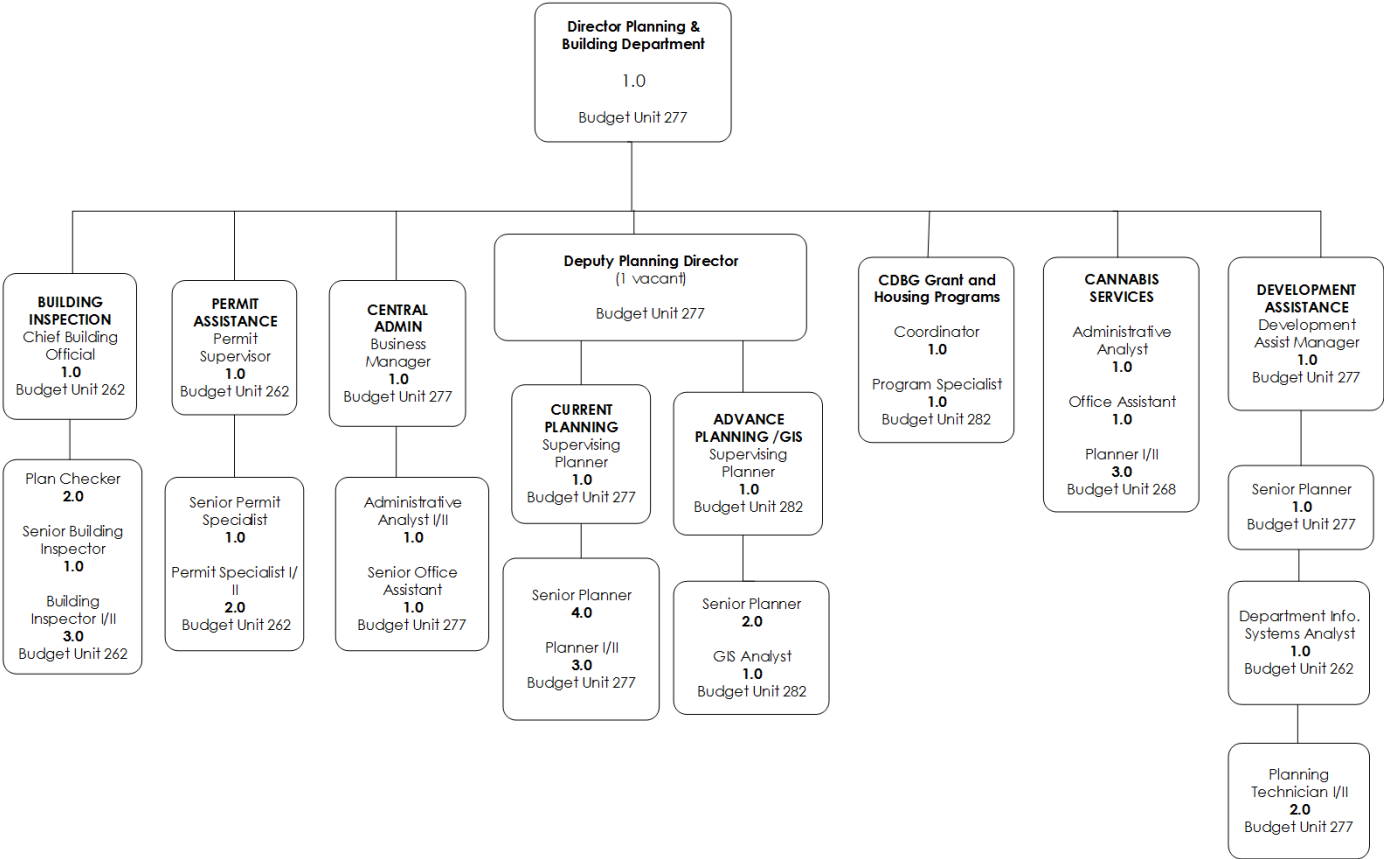 Director Planning &
Building Department
1.0
Budget Unit 277
BUILDING
INSPECTION
Chief Building
Official
1.0
Budget Unit 262
Plan Checker
2.0
Senior Building
Inspector
1.0
Building
Inspector I/II
3.0
Budget Unit 262
PERMIT
ASSISTANCE
Permit
Supervisor
1.0
Budget Unit 262
Senior Permit
Specialist
1.0
Permit Specialist I/
II
2.0
Budget Unit 262
CENTRAL
ADMIN
Business
Manager
1.0
Budget Unit 277
Administrative
Analyst I/II
1.0
Senior Office
Assistant
1.0
Budget Unit 277
Deputy Planning Director
(1 vacant)
Budget Unit 277
CURRENT
PLANNING
Supervising
Planner
1.0
Budget Unit 277
Senior Planner
4.0
Planner I/II
3.0
Budget Unit 277
ADVANCE
PLANNING /GIS
Supervising
Planner
1.0
Budget Unit 282
Senior Planner
2.0
GIS Analyst
1.0
Budget Unit 282
CDBG Grant and
Housing Programs
Coordinator
1.0
Program Specialist
1.0
Budget Unit 282
CANNABIS
SERVICES
Administrative
Analyst
1.0
Office Assistant
1.0
Planner I/II
3.0
Budget Unit 268
DEVELOPMENT
ASSISTANCE
Development
Assist Manager
1.0
Budget Unit 277
Senior Planner
1.0
Budget Unit 277
Department Info.
Systems Analyst
1.0
Budget Unit 262
Planning
Technician I/II
2.0
Budget Unit 277